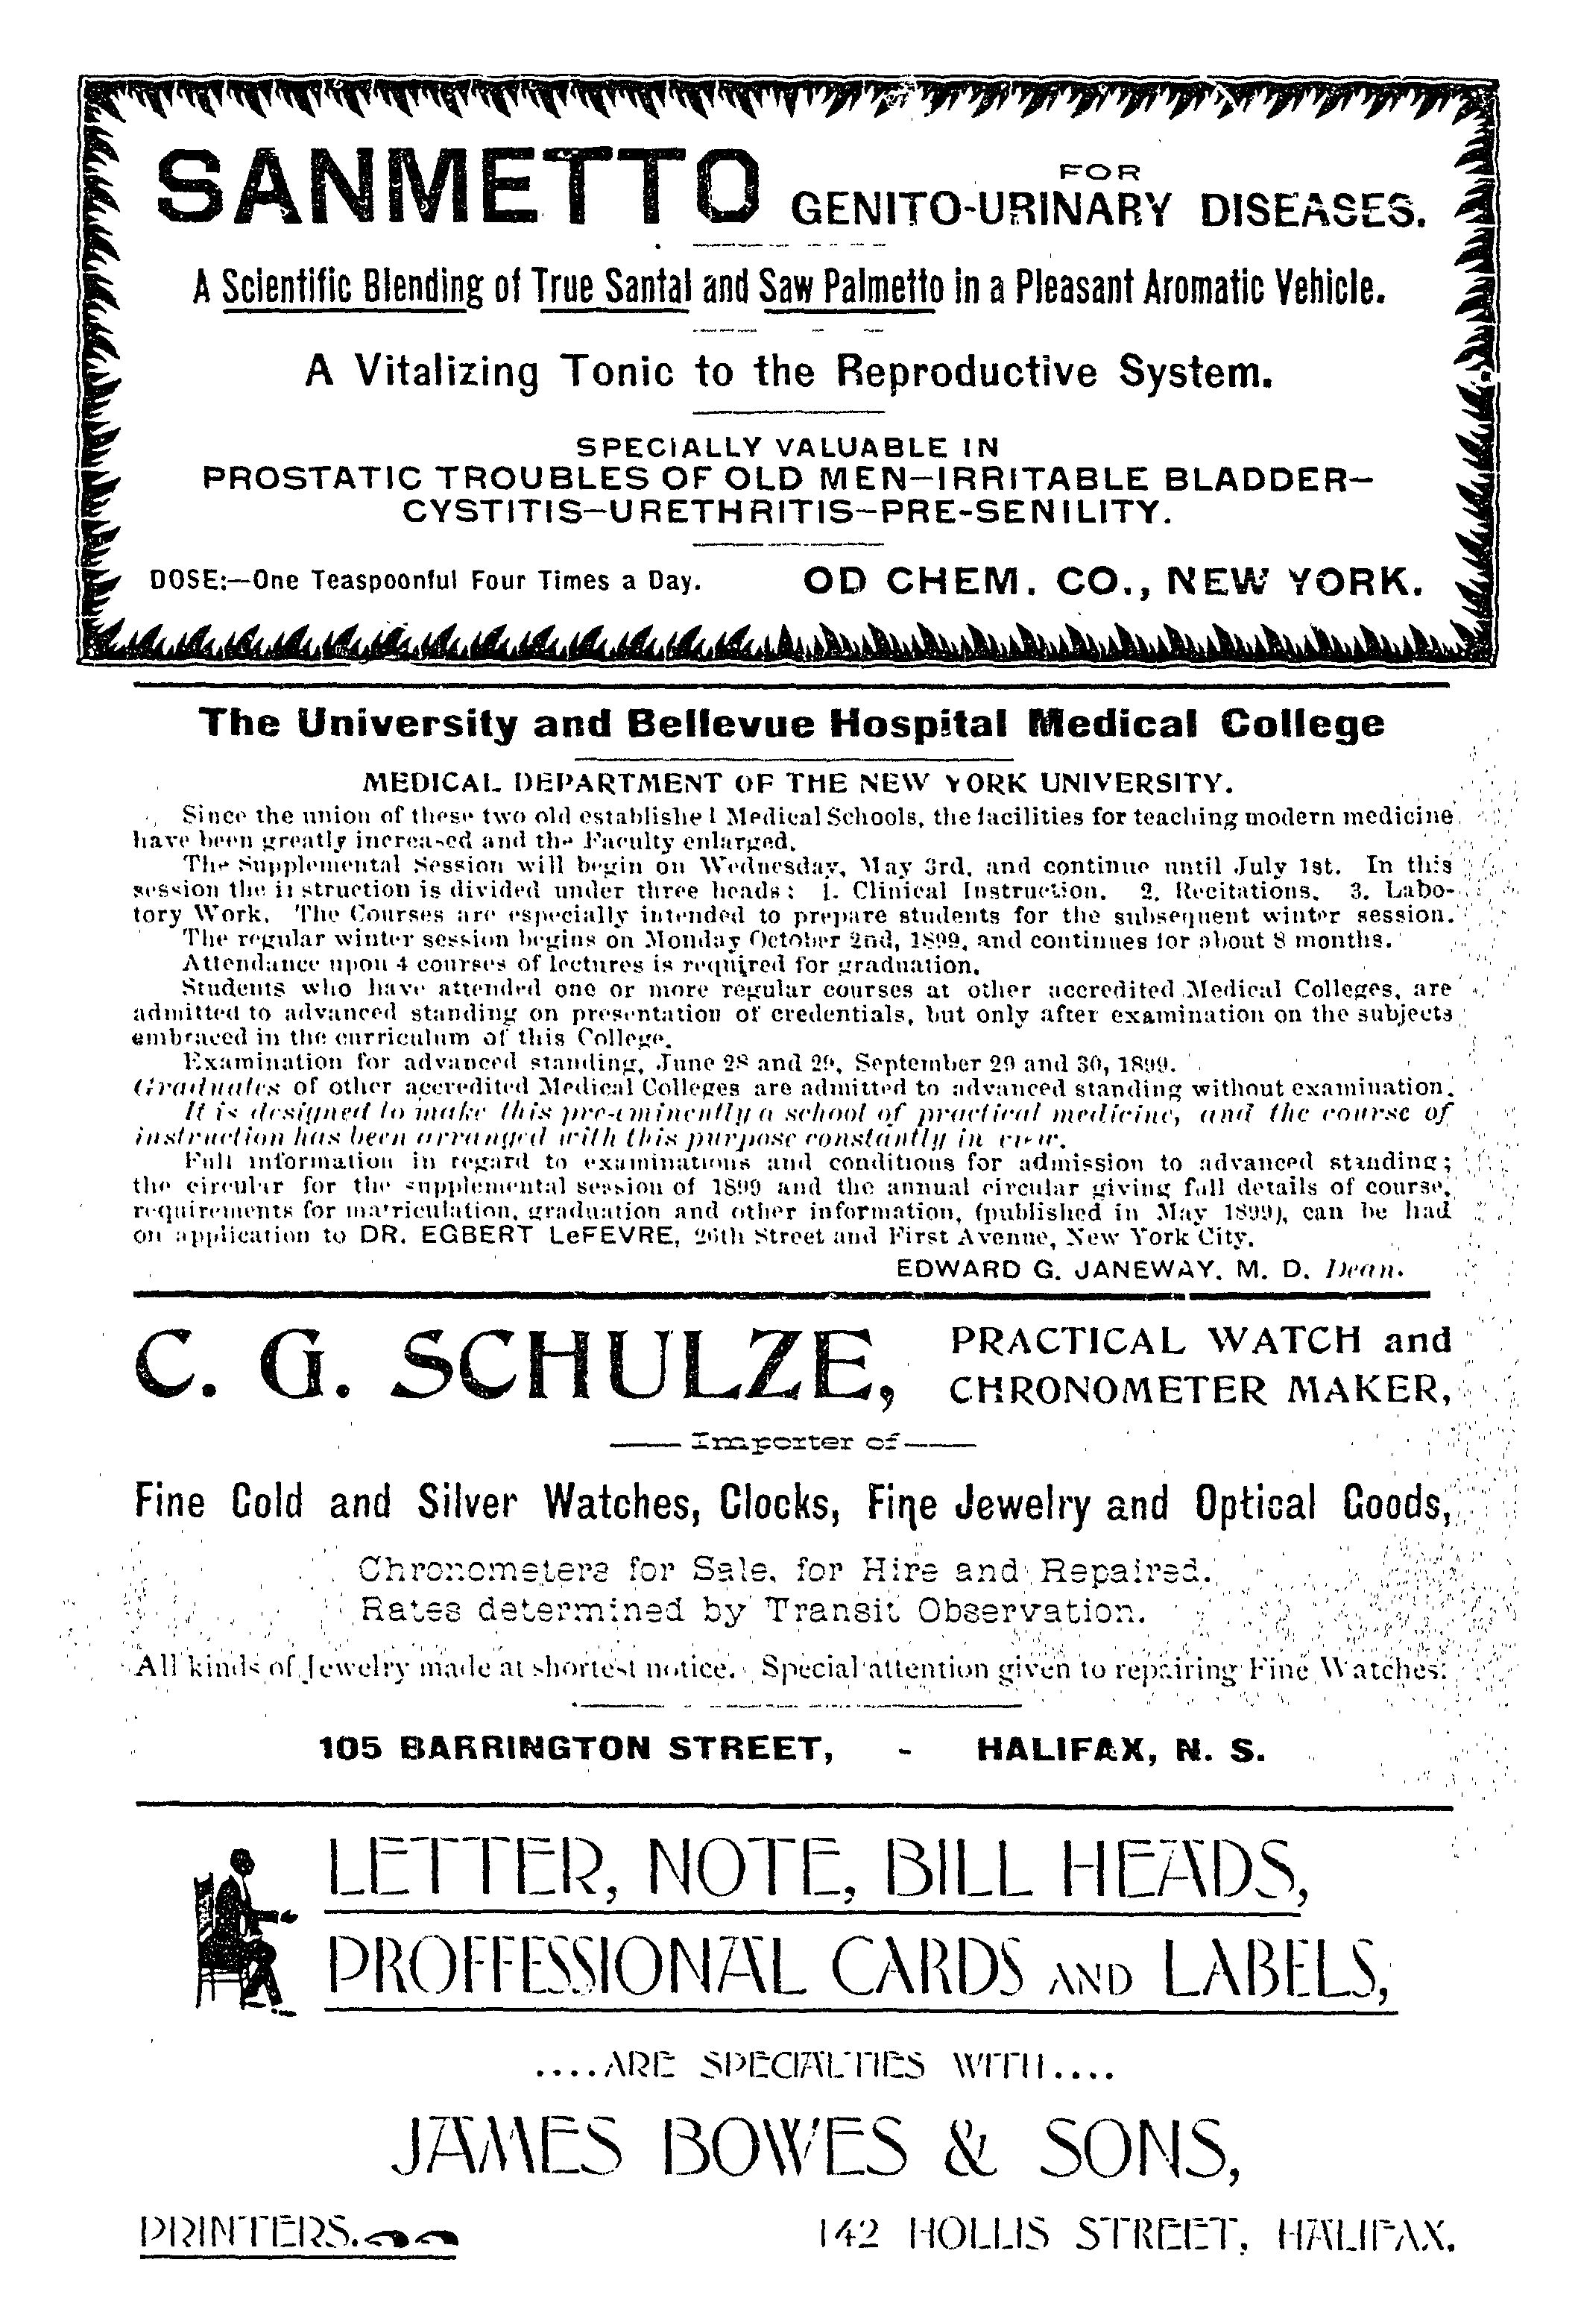 SANMETTO FOR GENITO-URINARY DISEASES.
A Scientific Blending of True Santal and Saw Palmetto in a Pleasant Aromatic Vehicle.
A Vitalizing Tonic to the Reproductive System.
SPECIALLY VALUABLE IN
PROSTATIC TROUBLES OF OLD MEN—IRRITABLE BLADDER—
CYSTITIS—URETHRITIS—PRE-SENILITY.
DOSE:—One Teaspoonful Four Times a Day. OD CHEM. CO., NEW YORK.
The University and Bellevue Hospital Medical College
MEDICAL DEPARTMENT OF THE NEW YORK UNIVERSITY.
Since the union of these two old established Medical Schools, the facilities for teaching modern medicine
have been greatly increased and the Faculty enlarged.
The Supplemental Session will begin on Wednesday, May 3rd, and continue until July 1st. In this
session the instruction is divided under three heads: 1. Clinical Instruction. 2. Recitations. 3. Labo-
tory Work. The Courses are especially intended to prepare students for the subsequent winter session.
The regular winter session begins on Monday October 2nd, 1899, and continues for about 8 months.
Attendance upon 4 courses of lectures is required for graduation.
Students who have attended one or more regular courses at other accredited Medical Colleges, are
admitted to advanced standing on presentation of credentials, but only after examination on the subjects
embraced in the curriculum of this College.
Examination for advanced standing, June 28 and 29, September 29 and 30, 1899.
Graduates of other accredited Medical Colleges are admitted to advanced standing without examination.
It is designed to make this pre-eminently a school of practical medicine, and the course of
instruction has been arranged with this purpose constantly in view.
Full information in regard to examinations and conditions for admission to advanced standing;
the circular for the supplemental session of 1899 and the annual circular giving full details of course,
requirements for matriculation, graduation and other information, (published in May 1899), can be had
on application to DR. EGBERT LeFEVRE, 26th Street and First Avenue, New York City.
EDWARD G. JANEWAY, M. D. Dean.
C. G. SCHULZE, PRACTICAL WATCH and
CHRONOMETER MAKER,
—Importer of—
Fine Gold and Silver Watches, Clocks, Fine Jewelry and Optical Goods,
Chronometers for Sale, for Hire and Repaired.
Rates determined by Transit Observation.
All kinds of Jewelry made at shortest notice. Special attention given to repairing Fine Watches.
105 BARRINGTON STREET, - HALIFAX, N. S.
LETTER, NOTE, BILL HEADS,
PROFFESSIONAL CARDS AND LABELS,
....ARE SPECIALTIES WITH....
JAMES BOWES & SONS,
PRINTERS. 142 HOLLIS STREET, HALIFAX.